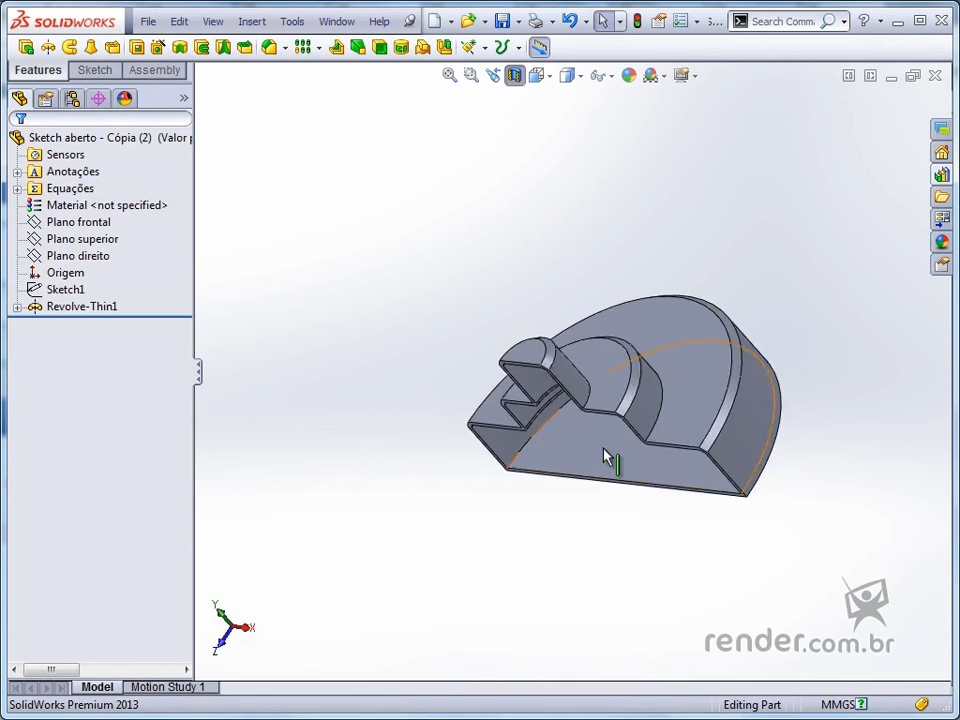 SOLIDWORKS
File Edit View Insert Tools Window Help
S...
Search Comma
Features Sketch Assembly
Sketch aberto - Cópia (2) (Valor p
Sensors
Anotações
Equações
Material <not specified>
Plano frontal
Plano superior
Plano direito
Origem
Sketch1
Revolve-Thin1
Y
X
Z
render.com.br
Model Motion Study 1
SolidWorks Premium 2013 Editing Part MMGS